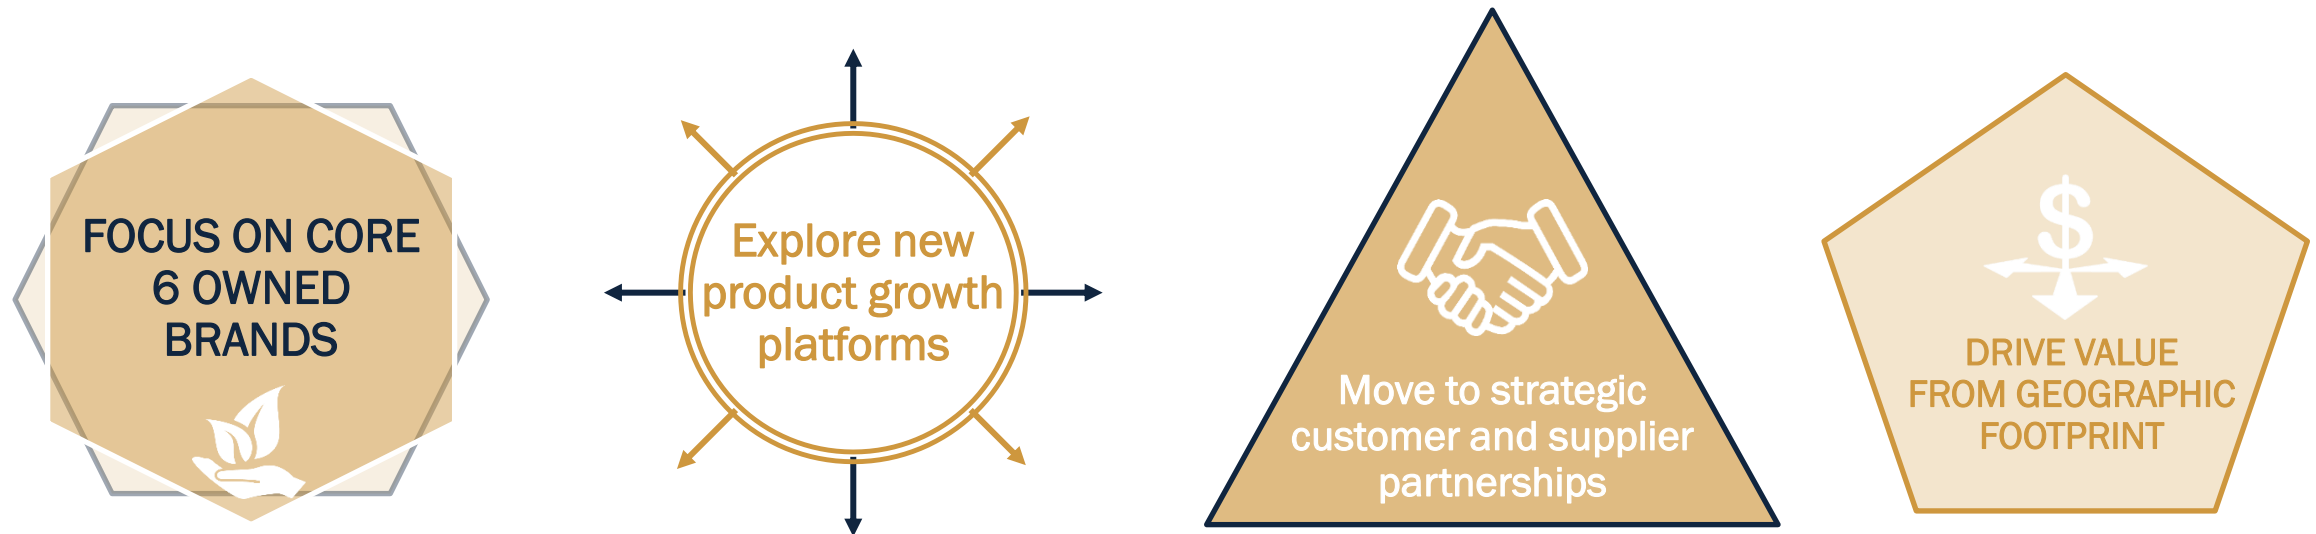 FOCUS ON CORE
6 OWNED
BRANDS
Explore new
product growth
platforms
Move to strategic
customer and supplier
partnerships
$
DRIVE VALUE
FROM GEOGRAPHIC
FOOTPRINT